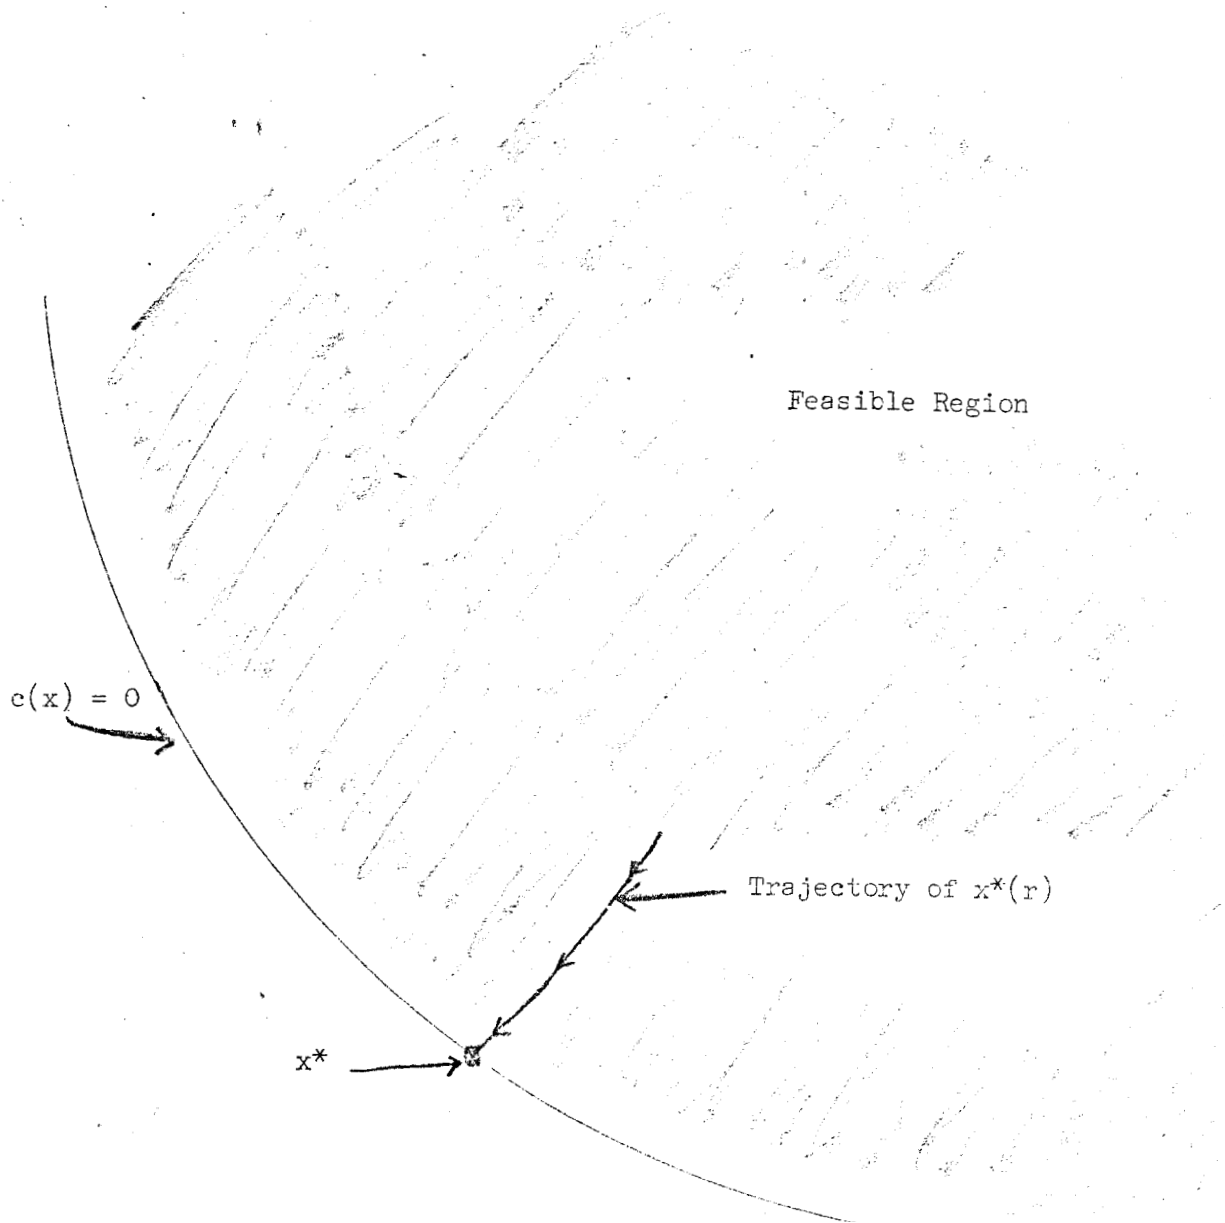 Feasible Region
c(x) = 0
Trajectory of x*(r)
x*